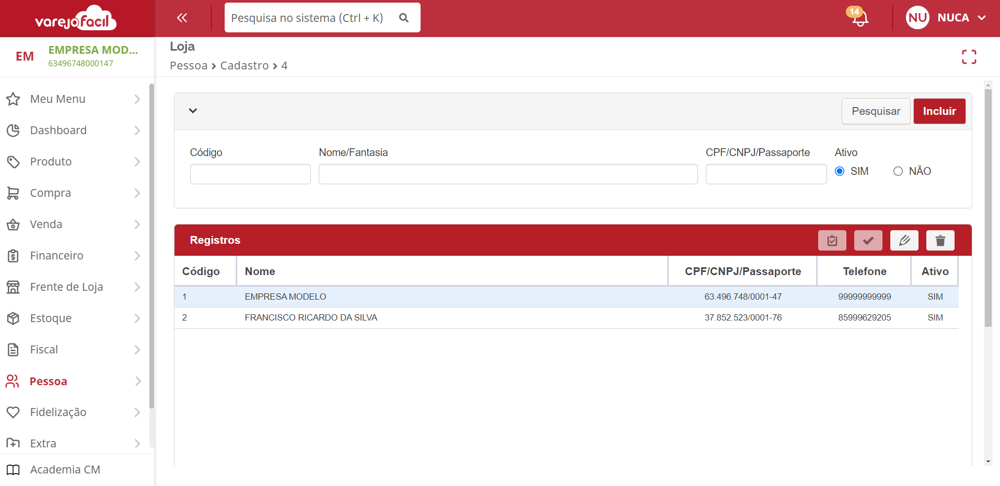 varejofacil
Pesquisa no sistema (Ctrl + K)
14
NU
NUCA
EM
EMPRESA MOD...
63496748000147
Meu Menu
Dashboard
Produto
Compra
Venda
Financeiro
Frente de Loja
Estoque
Fiscal
Pessoa
Fidelização
Extra
Academia CM
Loja
Pessoa > Cadastro > 4
Pesquisar
Incluir
Código
Nome/Fantasia
CPF/CNPJ/Passaporte
Ativo
SIM
NÃO
Registros
Código Nome CPF/CNPJ/Passaporte Telefone Ativo
1 EMPRESA MODELO 63.496.748/0001-47 99999999999 SIM
2 FRANCISCO RICARDO DA SILVA 37.852.523/0001-76 85999629205 SIM